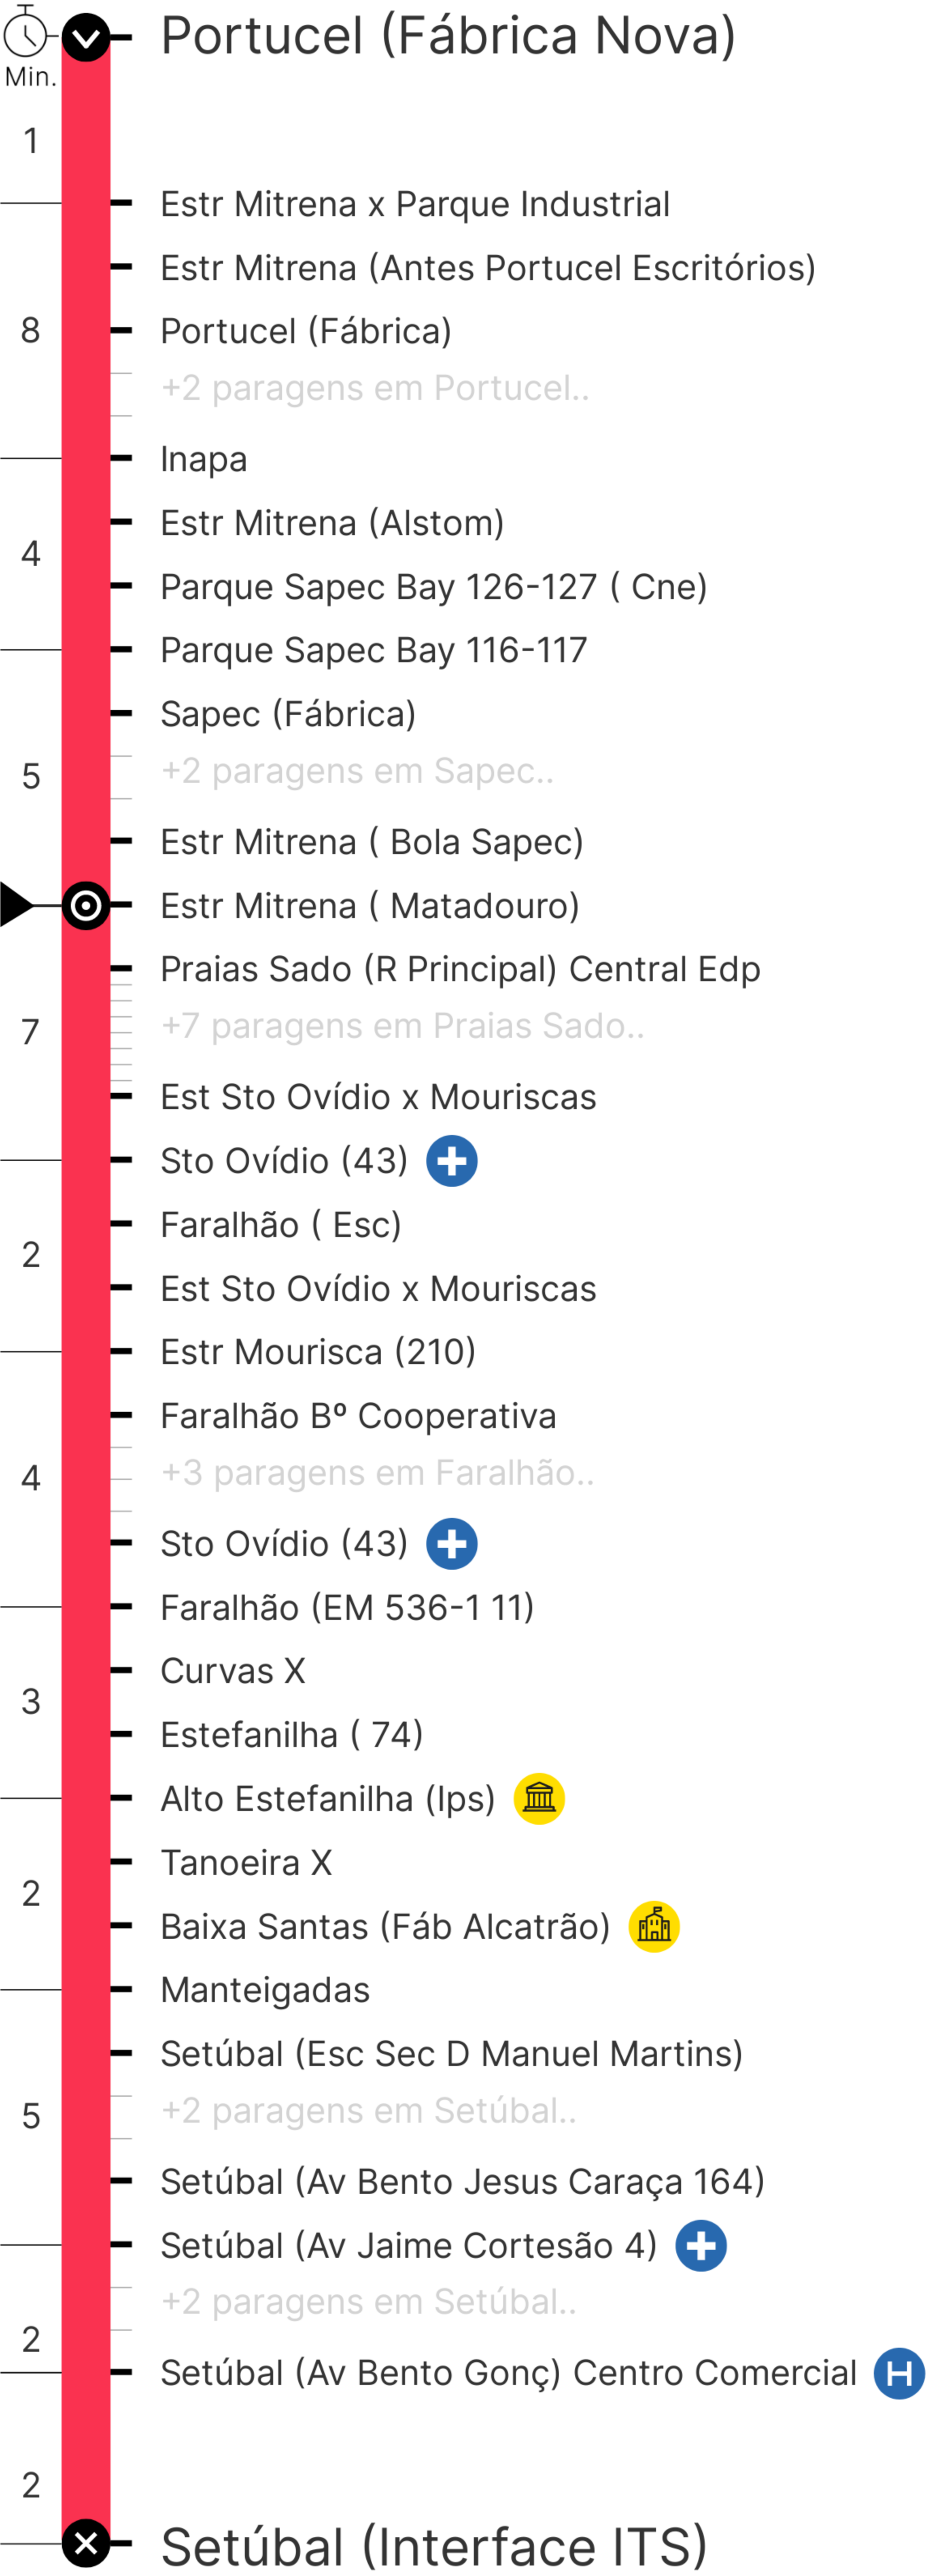 Portucel (Fábrica Nova)
Min.
1
Estr Mitrena x Parque Industrial
Estr Mitrena (Antes Portucel Escritórios)
8
Portucel (Fábrica)
+2 paragens em Portucel..
Inapa
Estr Mitrena (Alstom)
4
Parque Sapec Bay 126-127 ( Cne)
Parque Sapec Bay 116-117
Sapec (Fábrica)
+2 paragens em Sapec..
5
Estr Mitrena ( Bola Sapec)
Estr Mitrena ( Matadouro)
Praias Sado (R Principal) Central Edp
+7 paragens em Praias Sado..
7
Est Sto Ovídio x Mouriscas
Sto Ovídio (43)
Faralhão ( Esc)
2
Est Sto Ovídio x Mouriscas
Estr Mourisca (210)
Faralhão Bº Cooperativa
+3 paragens em Faralhão..
4
Sto Ovídio (43)
Faralhão (EM 536-1 11)
Curvas X
3
Estefanilha ( 74)
Alto Estefanilha (Ips)
Tanoeira X
2
Baixa Santas (Fáb Alcatrão)
Manteigadas
Setúbal (Esc Sec D Manuel Martins)
+2 paragens em Setúbal..
5
Setúbal (Av Bento Jesus Caraça 164)
Setúbal (Av Jaime Cortesão 4)
+2 paragens em Setúbal..
2
Setúbal (Av Bento Gonç) Centro Comercial H
2
Setúbal (Interface ITS)